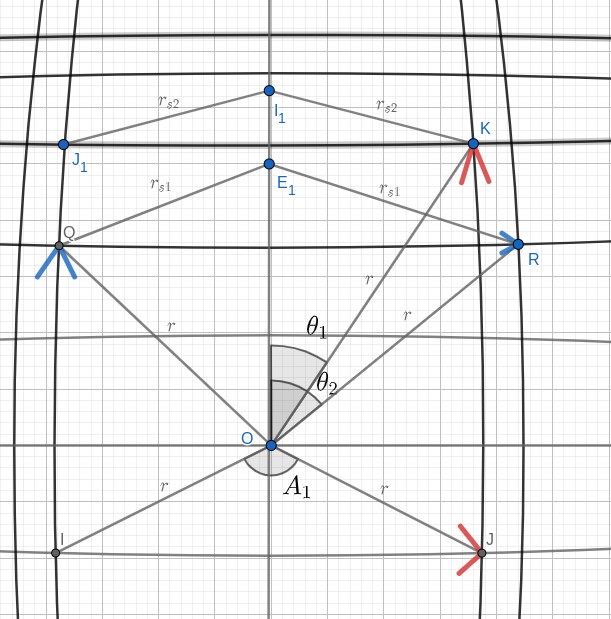 r_{s2}
I_1
r_{s2}
K
J_1
E_1
r_{s1}
r_{s1}
Q
R
r
r
r
θ_1
θ_2
O
A_1
r
r
I
J